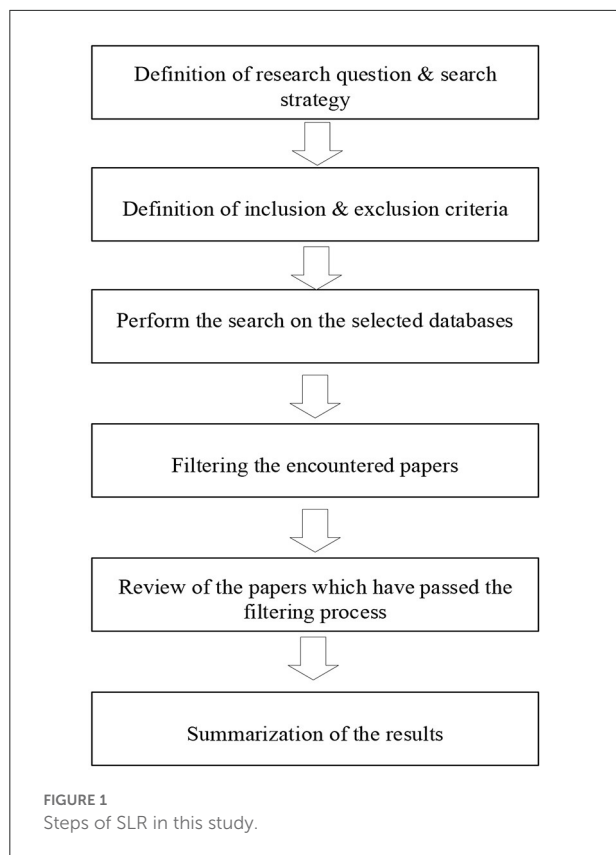 Definition of research question & search
strategy
Definition of inclusion & exclusion criteria
Perform the search on the selected databases
Filtering the encountered papers
Review of the papers which have passed the
filtering process
Summarization of the results
FIGURE 1
Steps of SLR in this study.